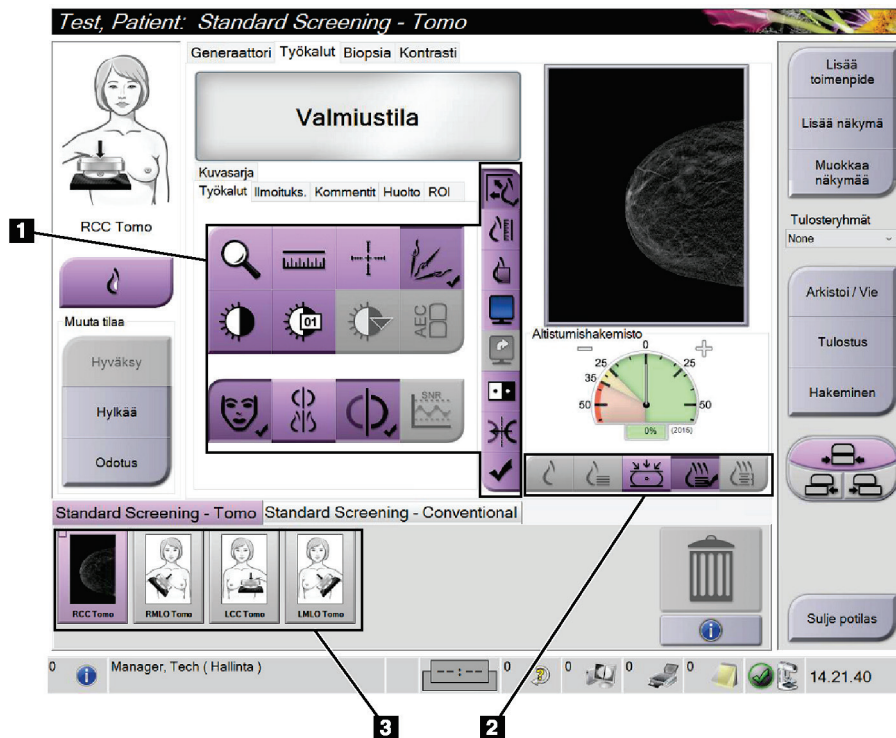 Test, Patient: Standard Screening - Tomo
Generaattori Työkalut Biopsia Kontrasti
Valmiustila
Kuvasarja
Työkalut Ilmoituks. Kommentit Huolto ROI
RCC Tomo
Muuta tilaa
Hyväksy
Hylkää
Odotus
01
AEC
SNR
Altistumishakemisto
50 35 25 0 25 50
0% (2016)
Lisää toimenpide
Lisää näkymä
Muokkaa näkymää
Tulosteryhmät
None
Arkistoi / Vie
Tulostus
Hakeminen
Sulje potilas
Standard Screening - Tomo Standard Screening - Conventional
RCC Tomo RMLO Tomo LCC Tomo LMLO Tomo
0 Manager, Tech ( Hallinta ) --:-- 0 0 0 0 14.21.40
1
3 2